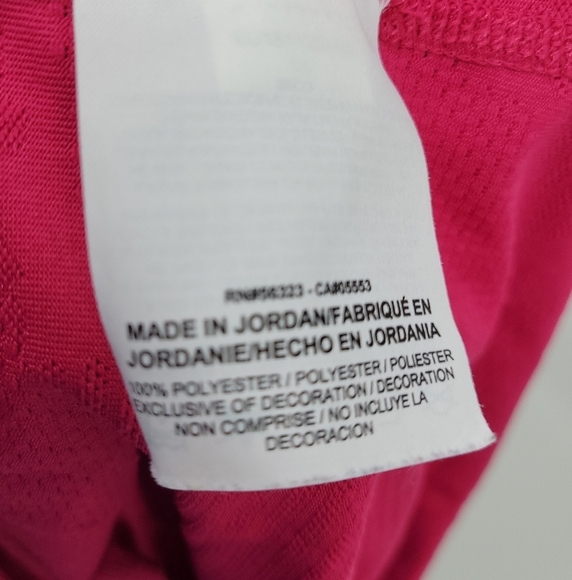 RN#56323 - CA#05553
MADE IN JORDAN/FABRIQUÉ EN
JORDANIE/HECHO EN JORDANIA
100% POLYESTER / POLYESTER / POLIESTER
EXCLUSIVE OF DECORATION / DECORATION
NON COMPRISE / NO INCLUYE LA
DECORACION